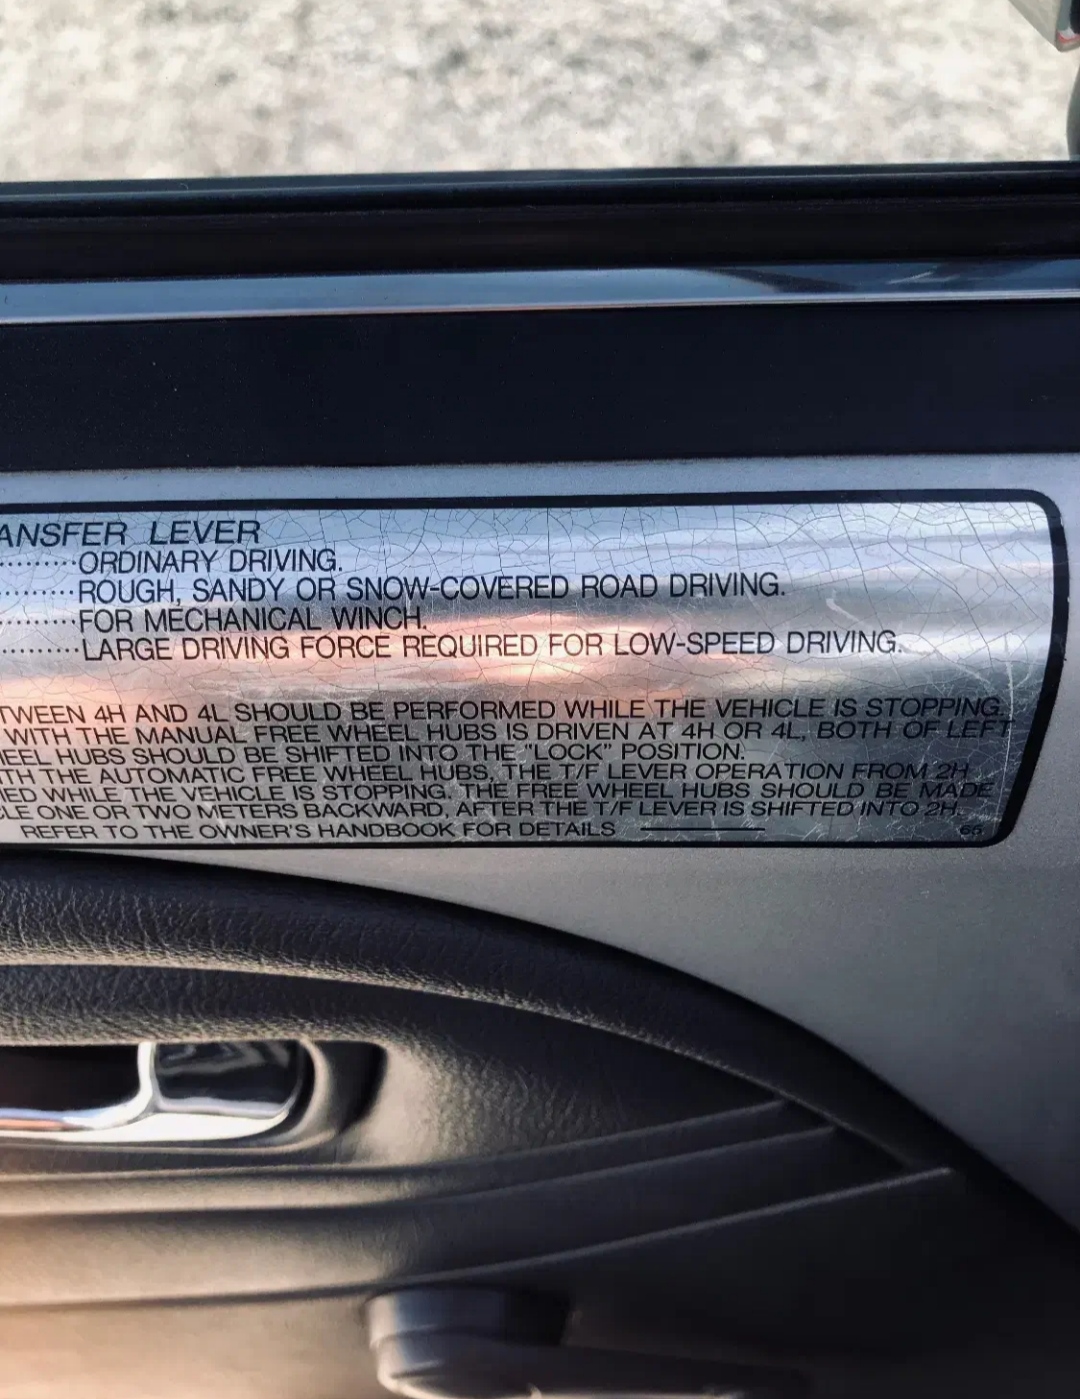 ANSFER LEVER
.........ORDINARY DRIVING.
.........ROUGH, SANDY OR SNOW-COVERED ROAD DRIVING.
.........FOR MECHANICAL WINCH.
.........LARGE DRIVING FORCE REQUIRED FOR LOW-SPEED DRIVING.
TWEEN 4H AND 4L SHOULD BE PERFORMED WHILE THE VEHICLE IS STOPPING.
WITH THE MANUAL FREE WHEEL HUBS IS DRIVEN AT 4H OR 4L, BOTH OF LEFT
EEL HUBS SHOULD BE SHIFTED INTO THE "LOCK" POSITION.
TH THE AUTOMATIC FREE WHEEL HUBS, THE T/F LEVER OPERATION FROM 2H
ED WHILE THE VEHICLE IS STOPPING. THE FREE WHEEL HUBS SHOULD BE MADE
CLE ONE OR TWO METERS BACKWARD, AFTER THE T/F LEVER IS SHIFTED INTO 2H.
REFER TO THE OWNER'S HANDBOOK FOR DETAILS